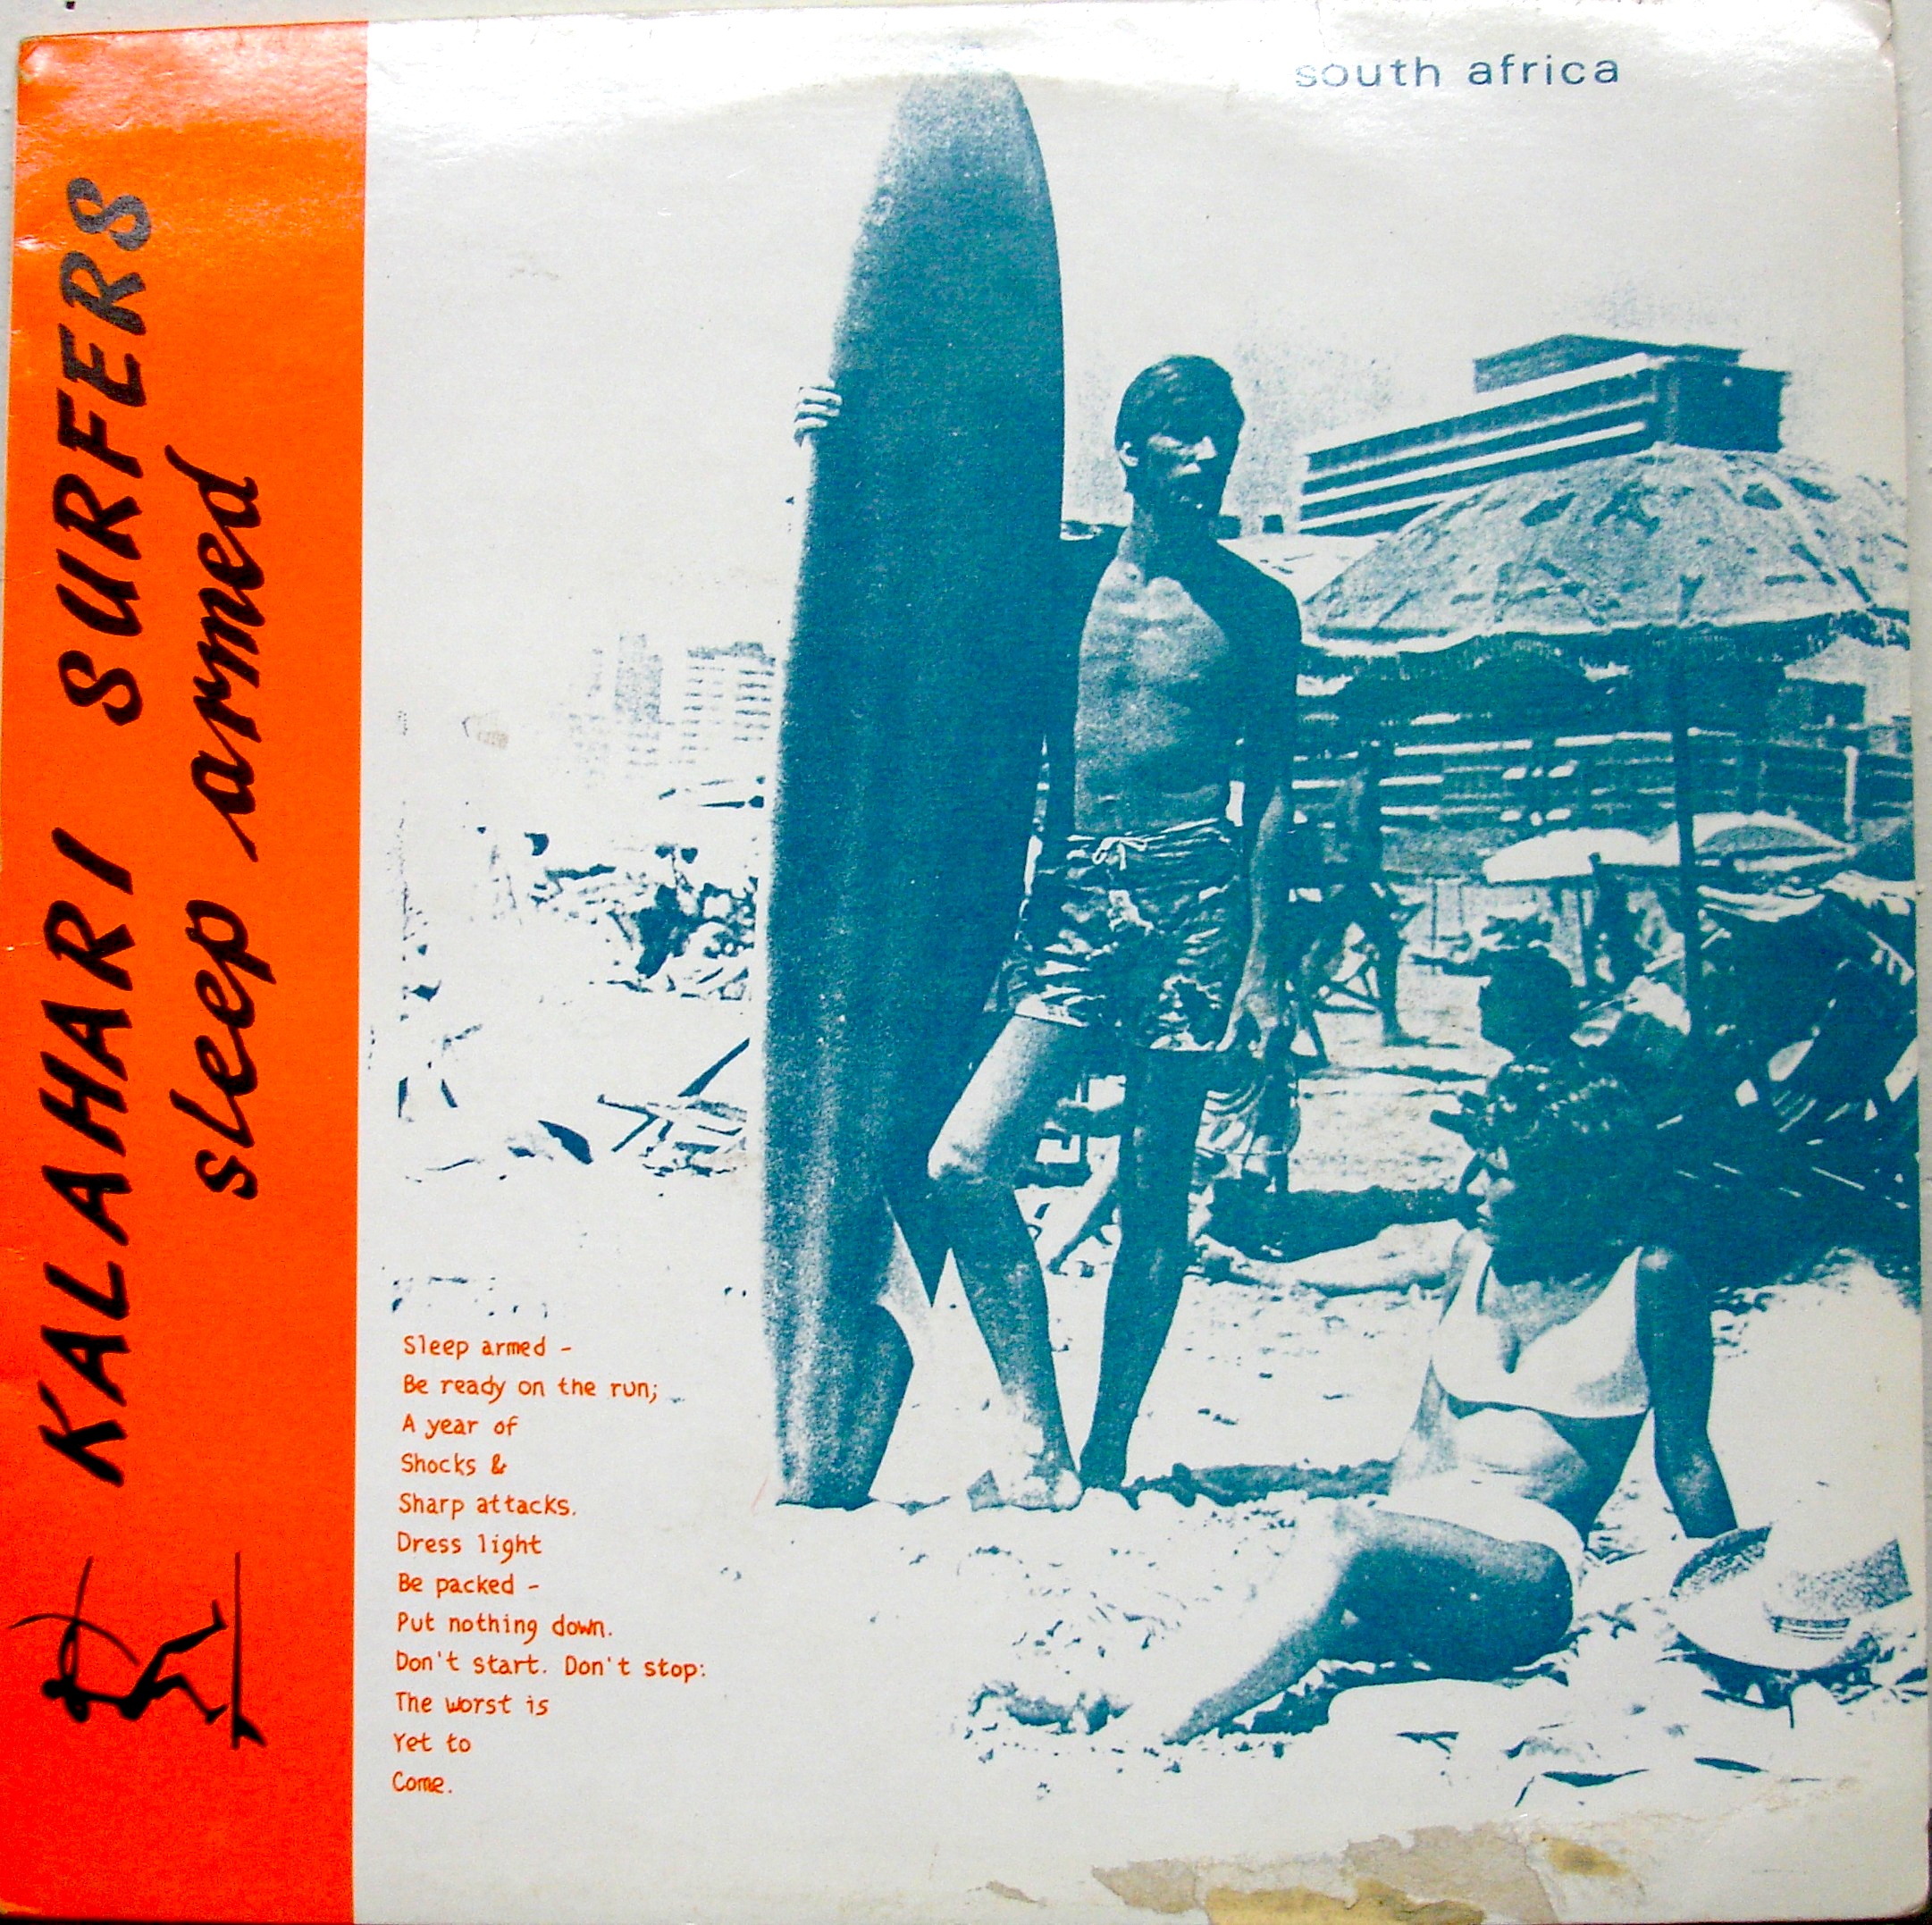 KALAHARI SURFERS
sleep armed
south africa
Sleep armed -
Be ready on the run;
A year of
Shocks &
Sharp attacks.
Dress light
Be packed -
Put nothing down.
Don't start. Don't stop:
The worst is
Yet to
Come.